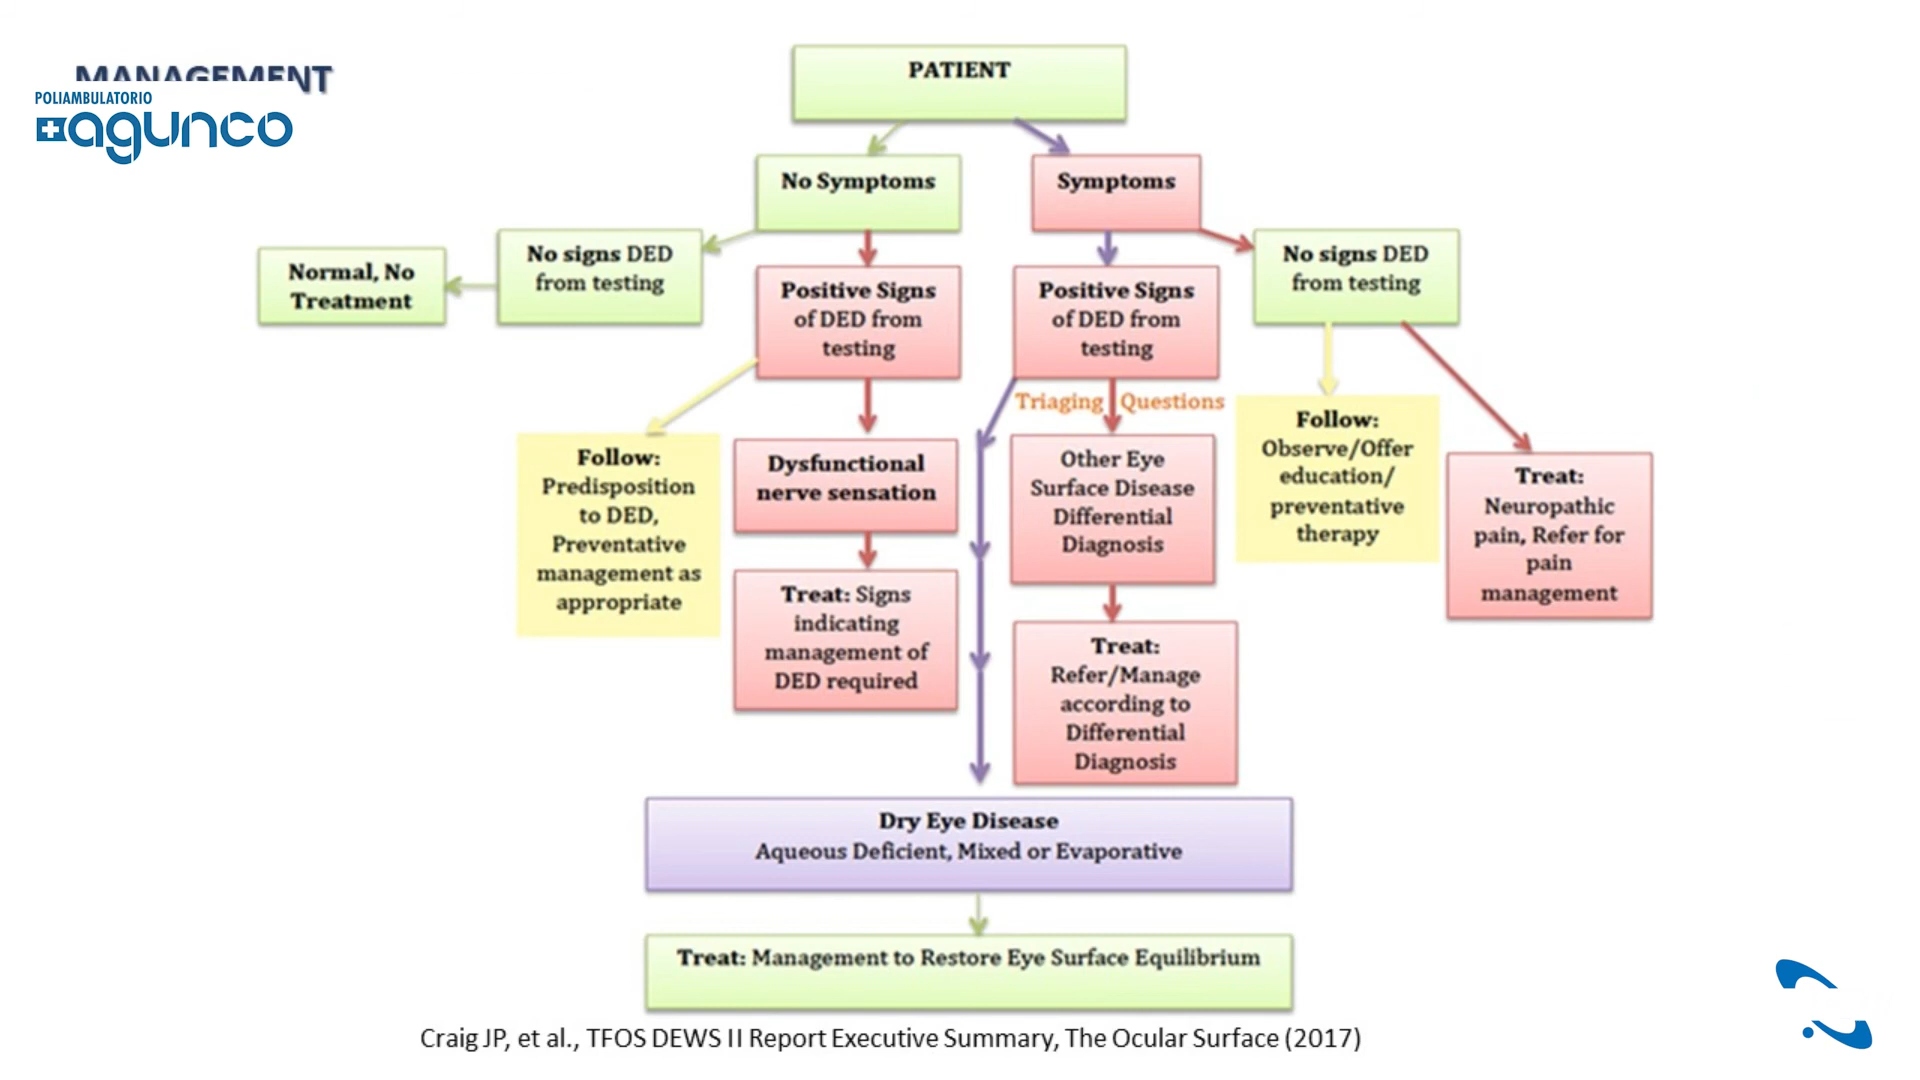 MANAGEMENT
POLIAMBULATORIO
agunco
PATIENT
No Symptoms
Symptoms
Normal, No
Treatment
No signs DED
from testing
Positive Signs
of DED from
testing
Positive Signs
of DED from
testing
No signs DED
from testing
Triaging Questions
Follow:
Predisposition
to DED,
Preventative
management as
appropriate
Dysfunctional
nerve sensation
Treat: Signs
indicating
management of
DED required
Other Eye
Surface Disease
Differential
Diagnosis
Treat:
Refer/Manage
according to
Differential
Diagnosis
Follow:
Observe/Offer
education/
preventative
therapy
Treat:
Neuropathic
pain, Refer for
pain
management
Dry Eye Disease
Aqueous Deficient, Mixed or Evaporative
Treat: Management to Restore Eye Surface Equilibrium
Craig JP, et al., TFOS DEWS II Report Executive Summary, The Ocular Surface (2017)